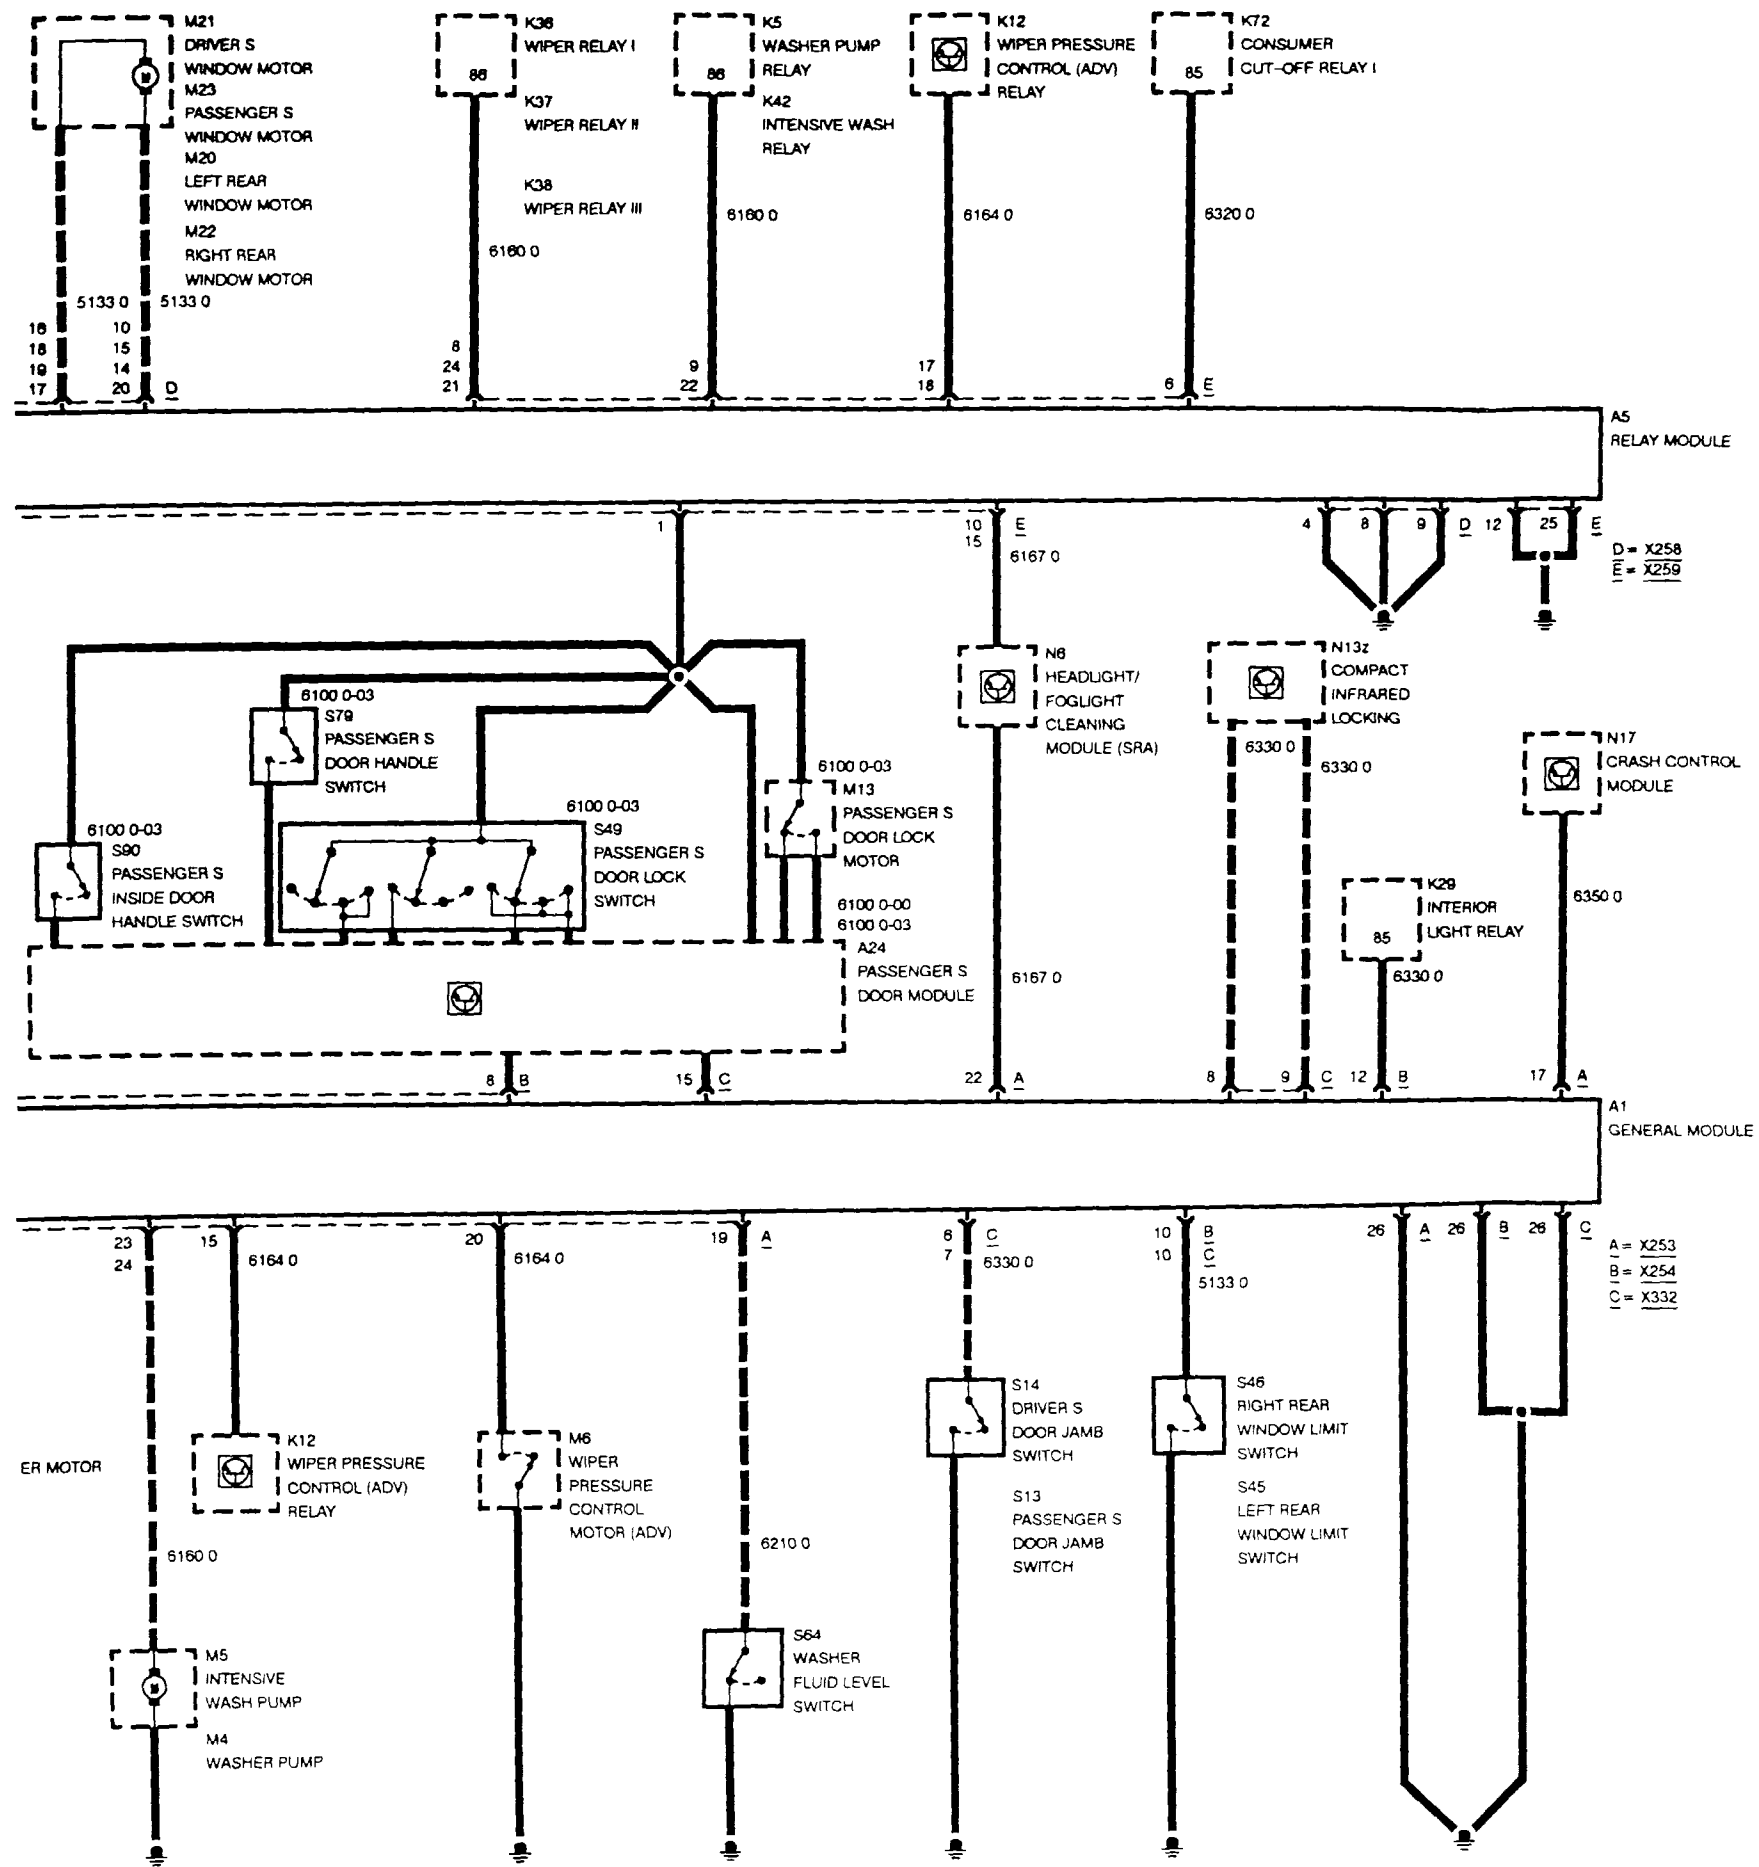 M21
DRIVER S
WINDOW MOTOR
M23
PASSENGER S
WINDOW MOTOR
M20
LEFT REAR
WINDOW MOTOR
M22
RIGHT REAR
WINDOW MOTOR
5133 0
5133 0
16
18
19
17
10
15
14
20
D
K36
WIPER RELAY I
86
K37
WIPER RELAY II
K38
WIPER RELAY III
6160 0
8
24
21
K5
WASHER PUMP
RELAY
86
K42
INTENSIVE WASH
RELAY
6160 0
9
22
K12
WIPER PRESSURE
CONTROL (ADV)
RELAY
6164 0
17
18
K72
CONSUMER
CUT-OFF RELAY I
85
6320 0
6
E
A5
RELAY MODULE
1
10
15
E
6167 0
4
8
9
D
12
25
E
D = X258
E = X259
6100 0-03
S79
PASSENGER S
DOOR HANDLE
SWITCH
6100 0-03
S90
PASSENGER S
INSIDE DOOR
HANDLE SWITCH
6100 0-03
S49
PASSENGER S
DOOR LOCK
SWITCH
6100 0-03
M13
PASSENGER S
DOOR LOCK
MOTOR
6100 0-00
6100 0-03
A24
PASSENGER S
DOOR MODULE
N6
HEADLIGHT/
FOGLIGHT
CLEANING
MODULE (SRA)
6167 0
N13z
COMPACT
INFRARED
LOCKING
6330 0
6330 0
N17
CRASH CONTROL
MODULE
6350 0
K29
INTERIOR
LIGHT RELAY
85
6330 0
8
B
15
C
22
A
8
9
C
12
B
17
A
A1
GENERAL MODULE
23
24
15
6164 0
20
6164 0
19
A
6
7
C
6330 0
10
10
B
C
5133 0
26
A
26
B
26
C
A = X253
B = X254
C = X332
ER MOTOR
K12
WIPER PRESSURE
CONTROL (ADV)
RELAY
6160 0
M6
WIPER
PRESSURE
CONTROL
MOTOR (ADV)
6210 0
S14
DRIVER S
DOOR JAMB
SWITCH
S13
PASSENGER S
DOOR JAMB
SWITCH
S46
RIGHT REAR
WINDOW LIMIT
SWITCH
S45
LEFT REAR
WINDOW LIMIT
SWITCH
M
M
M5
INTENSIVE
WASH PUMP
M4
WASHER PUMP
S64
WASHER
FLUID LEVEL
SWITCH